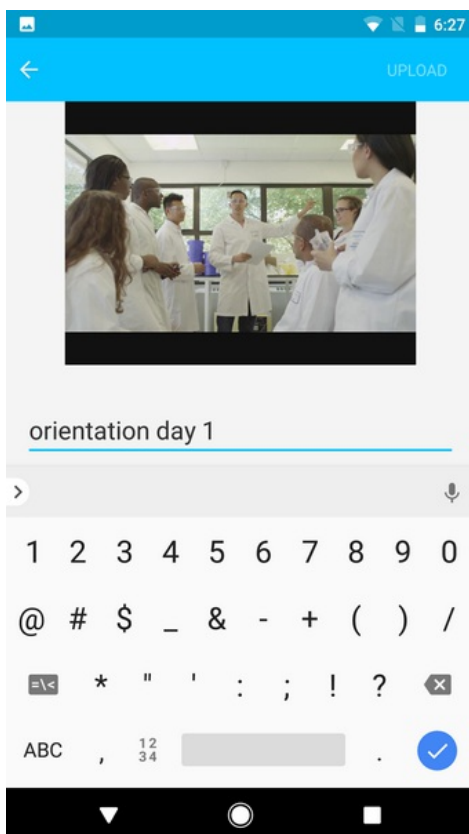 6:27
UPLOAD
orientation day 1
1 2 3 4 5 6 7 8 9 0
@ # $ _ & - + ( ) /
=\< * " ' : ; ! ?
ABC , 12 34 .